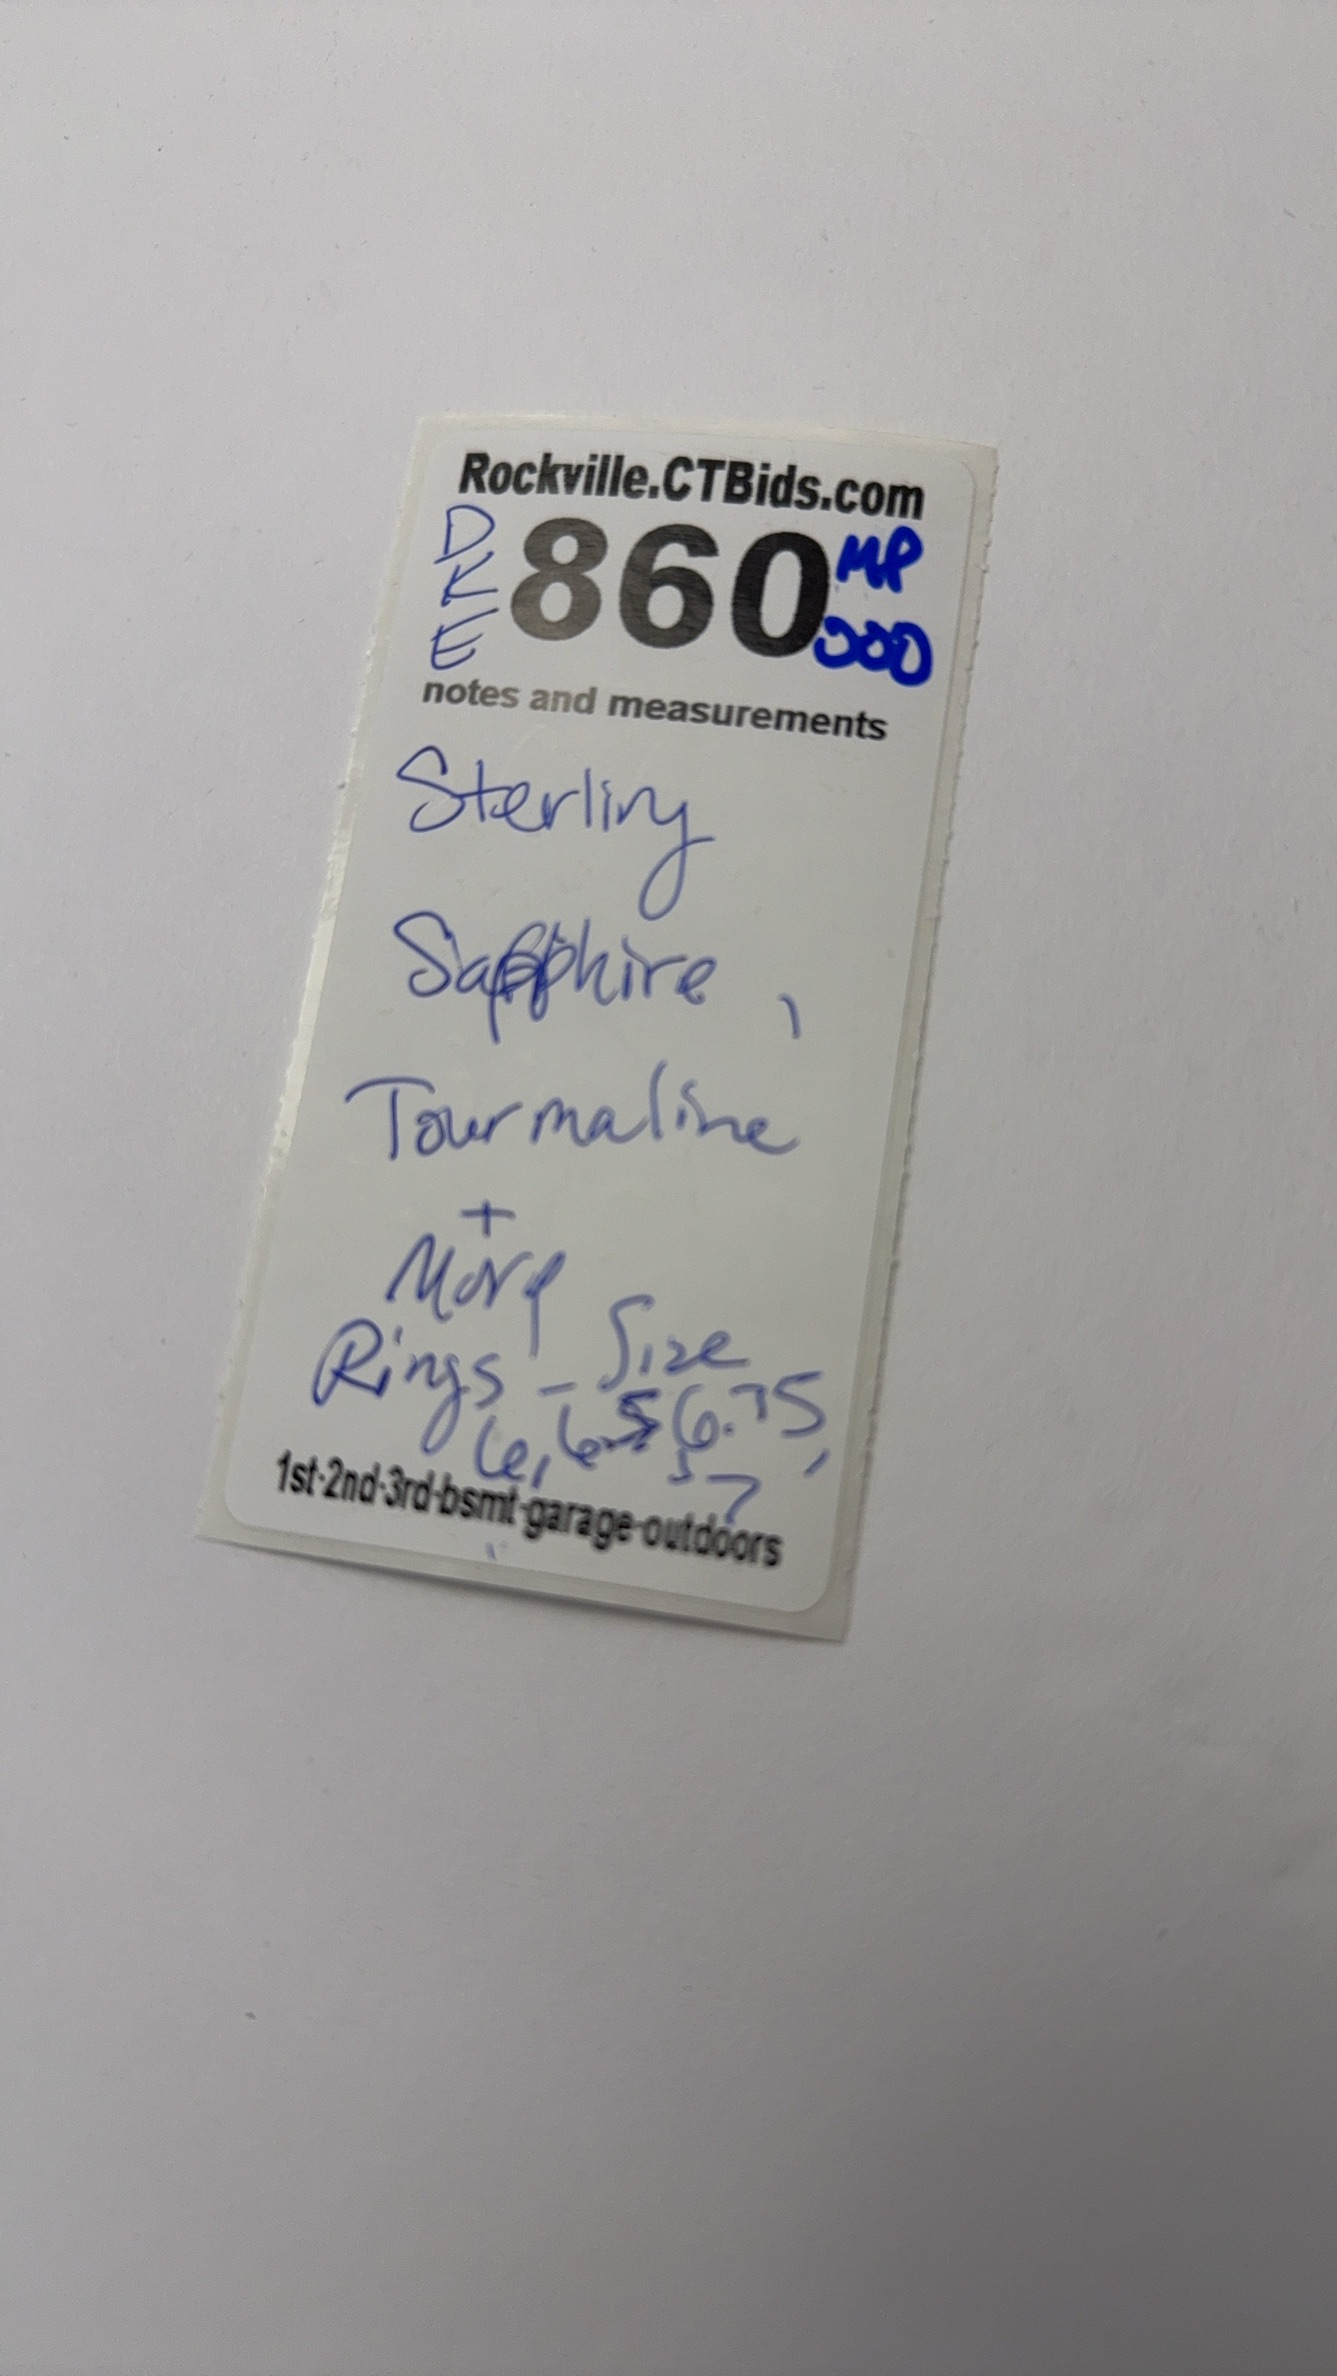 Rockville.CTBids.com
DKE 860 MP
notes and measurements
Sterling
Sapphire,
Tourmaline
+
More
Rings - Size
6, 6.5, 6.75,
7
1st-2nd-3rd-bsmt-garage-outdoors